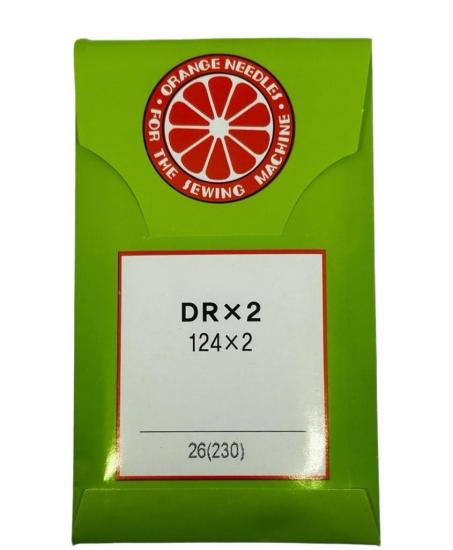 • ORANGE NEEDLES •
FOR THE SEWING MACHINE
DR×2
124×2
26(230)